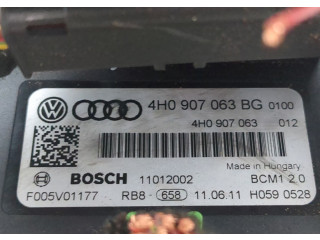 4H0 907 063 BG 0100
4H0 907 063 012
Made in Hungary
BOSCH 11012002 BCM1 2.0
F005V01177 RB8- 658 11.06.11 H059 0528